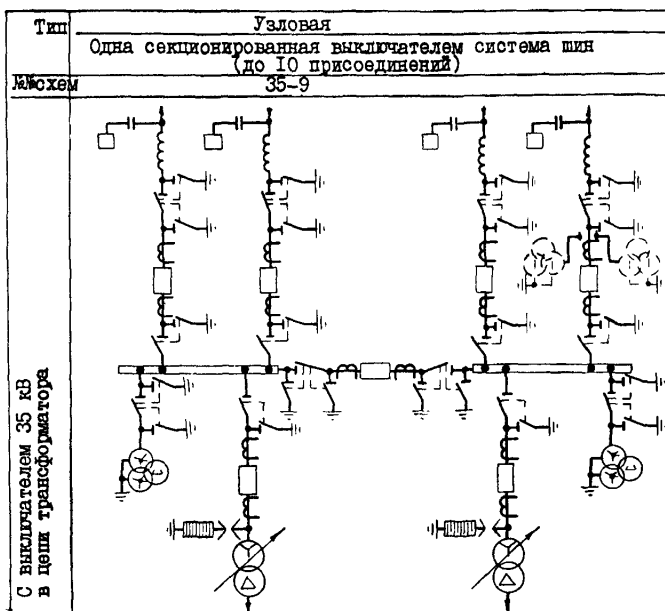 Тип
Узловая
Одна секционированная выключателем система шин
(до 10 присоединений)
№№схем
35-9
С выключателем 35 кВ
в цепи трансформатора